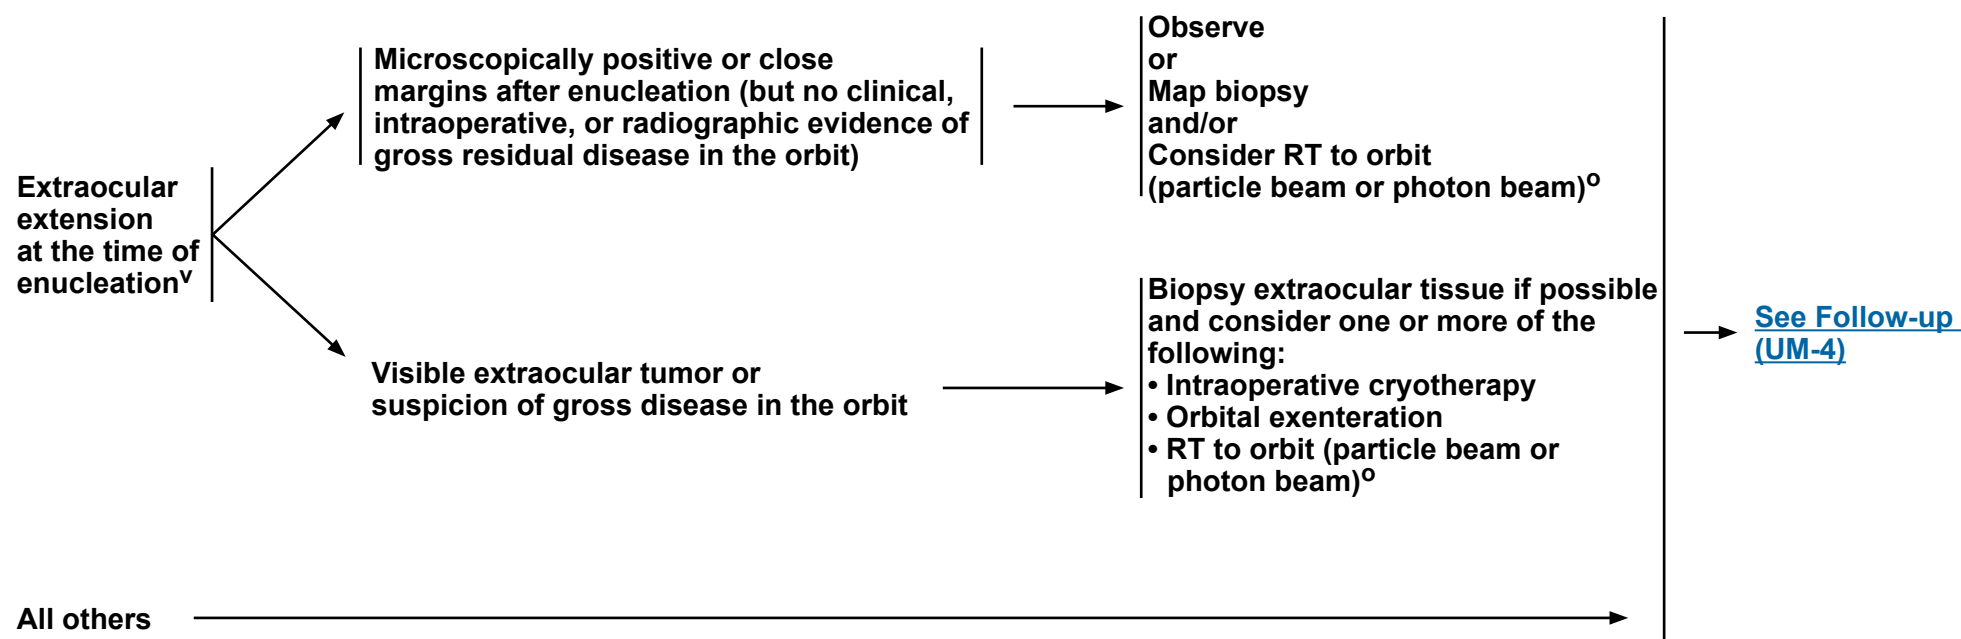 Extraocular
extension
at the time of
enucleationᵛ
Microscopically positive or close
margins after enucleation (but no clinical,
intraoperative, or radiographic evidence of
gross residual disease in the orbit)
Observe
or
Map biopsy
and/or
Consider RT to orbit
(particle beam or photon beam)ᵒ
Visible extraocular tumor or
suspicion of gross disease in the orbit
Biopsy extraocular tissue if possible
and consider one or more of the
following:
• Intraoperative cryotherapy
• Orbital exenteration
• RT to orbit (particle beam or
photon beam)ᵒ
See Follow-up
(UM-4)
All others